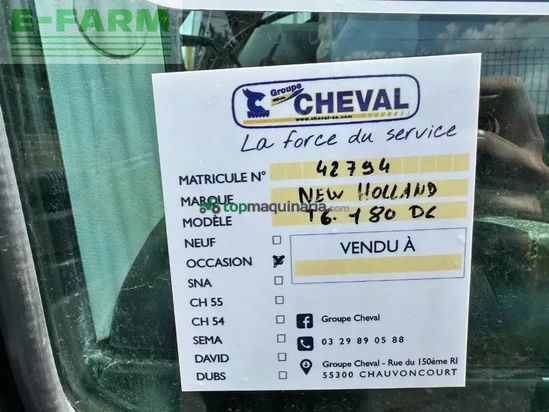 E-FARM
Groupe
CHEVAL
www.cheval-sa.com
La force du service
MATRICULE N° 42794
MARQUE NEW HOLLAND
topmaquinaria.com
MODÈLE T6.180 DC
NEUF
VENDU À
OCCASION
SNA
CH 55
CH 54
Groupe Cheval
SEMA
03 29 89 05 88
DAVID
Groupe Cheval - Rue du 150ème RI
DUBS
55300 CHAUVONCOURT